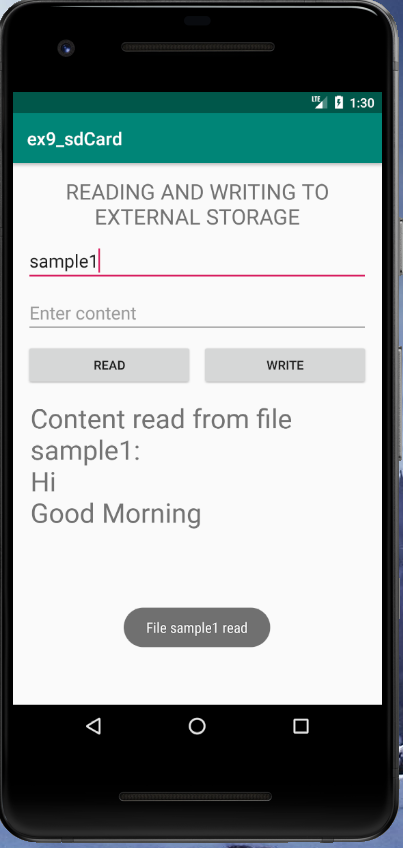 LTE 1:30
ex9_sdCard
READING AND WRITING TO
EXTERNAL STORAGE
sample1
Enter content
READ WRITE
Content read from file
sample1:
Hi
Good Morning
File sample1 read